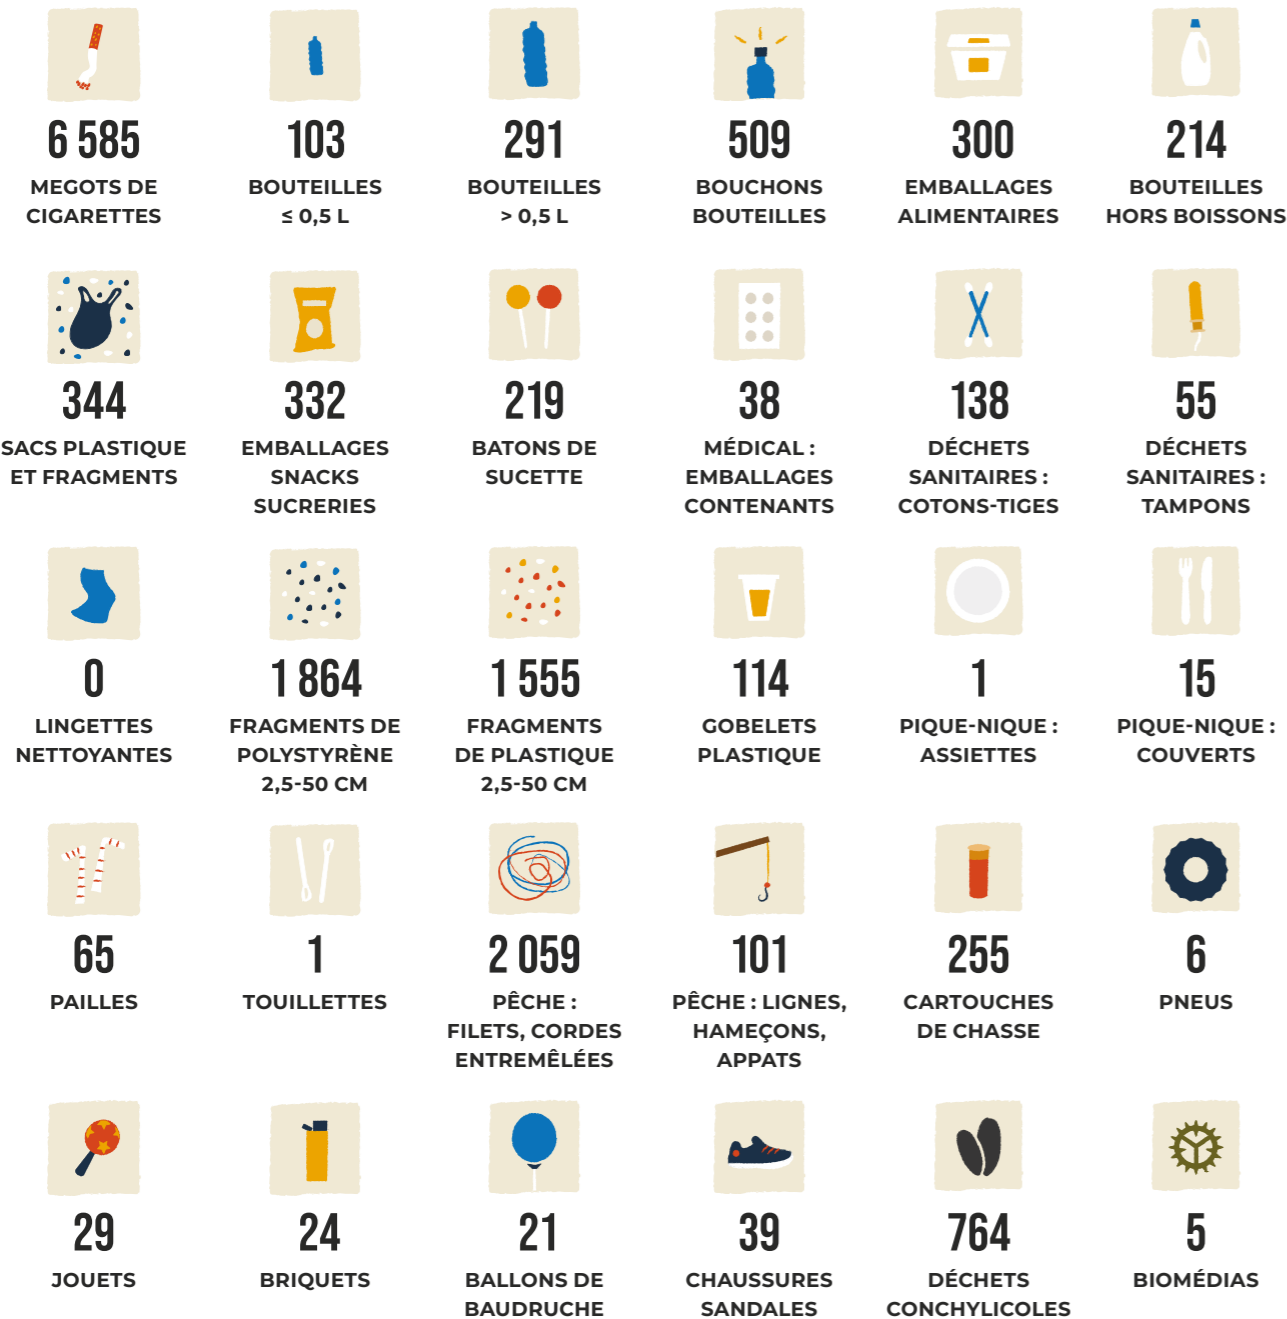 6 585
MEGOTS DE
CIGARETTES
103
BOUTEILLES
≤ 0,5 L
291
BOUTEILLES
> 0,5 L
509
BOUCHONS
BOUTEILLES
300
EMBALLAGES
ALIMENTAIRES
214
BOUTEILLES
HORS BOISSONS
344
SACS PLASTIQUE
ET FRAGMENTS
332
EMBALLAGES
SNACKS
SUCRERIES
219
BATONS DE
SUCETTE
38
MÉDICAL :
EMBALLAGES
CONTENANTS
138
DÉCHETS
SANITAIRES :
COTONS-TIGES
55
DÉCHETS
SANITAIRES :
TAMPONS
0
LINGETTES
NETTOYANTES
1 864
FRAGMENTS DE
POLYSTYRÈNE
2,5-50 CM
1 555
FRAGMENTS
DE PLASTIQUE
2,5-50 CM
114
GOBELETS
PLASTIQUE
1
PIQUE-NIQUE :
ASSIETTES
15
PIQUE-NIQUE :
COUVERTS
65
PAILLES
1
TOUILLETTES
2 059
PÊCHE :
FILETS, CORDES
ENTREMÊLÉES
101
PÊCHE : LIGNES,
HAMEÇONS,
APPATS
255
CARTOUCHES
DE CHASSE
6
PNEUS
29
JOUETS
24
BRIQUETS
21
BALLONS DE
BAUDRUCHE
39
CHAUSSURES
SANDALES
764
DÉCHETS
CONCHYLICOLES
5
BIOMÉDIAS